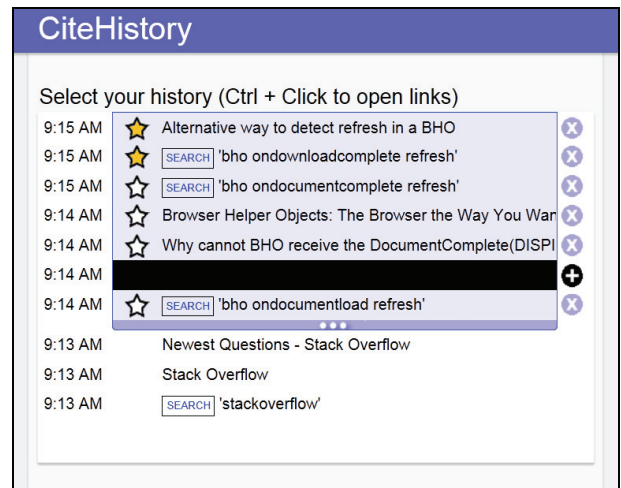 CiteHistory
Select your history (Ctrl + Click to open links)
9:15 AM Alternative way to detect refresh in a BHO
9:15 AM SEARCH 'bho ondownloadcomplete refresh'
9:15 AM SEARCH 'bho ondocumentcomplete refresh'
9:14 AM Browser Helper Objects: The Browser the Way You Wan
9:14 AM Why cannot BHO receive the DocumentComplete(DISPI
9:14 AM
9:14 AM SEARCH 'bho ondocumentload refresh'
9:13 AM Newest Questions - Stack Overflow
9:13 AM Stack Overflow
9:13 AM SEARCH 'stackoverflow'